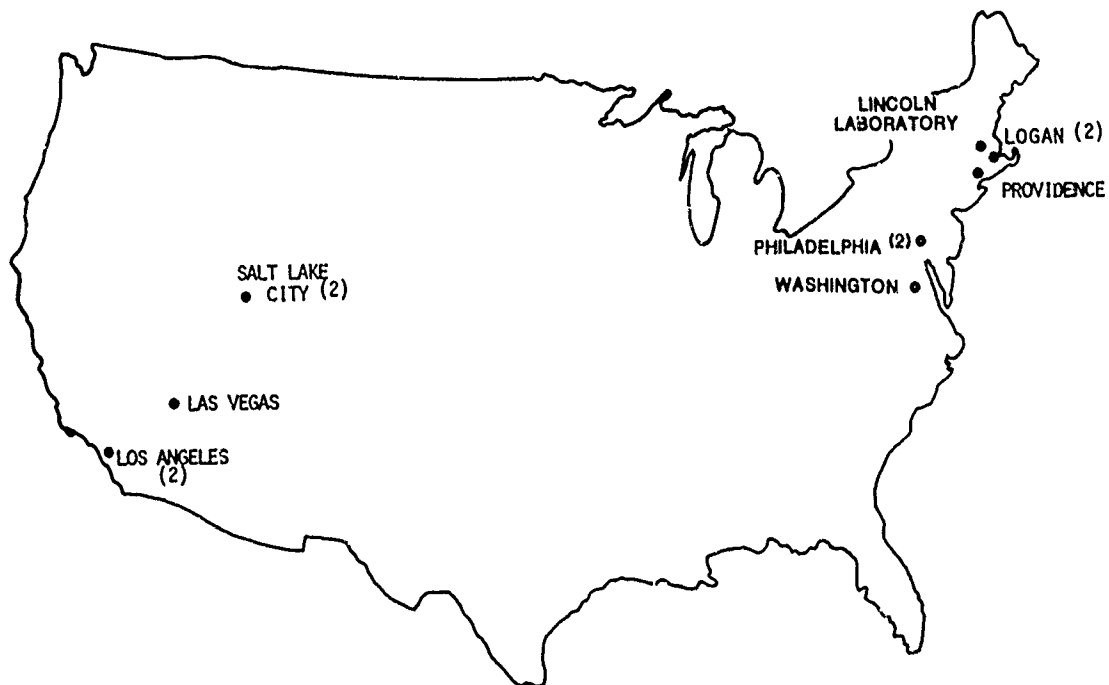 LINCOLN
LABORATORY
LOGAN (2)
PROVIDENCE
PHILADELPHIA (2)
WASHINGTON
SALT LAKE
CITY (2)
LAS VEGAS
LOS ANGELES
(2)